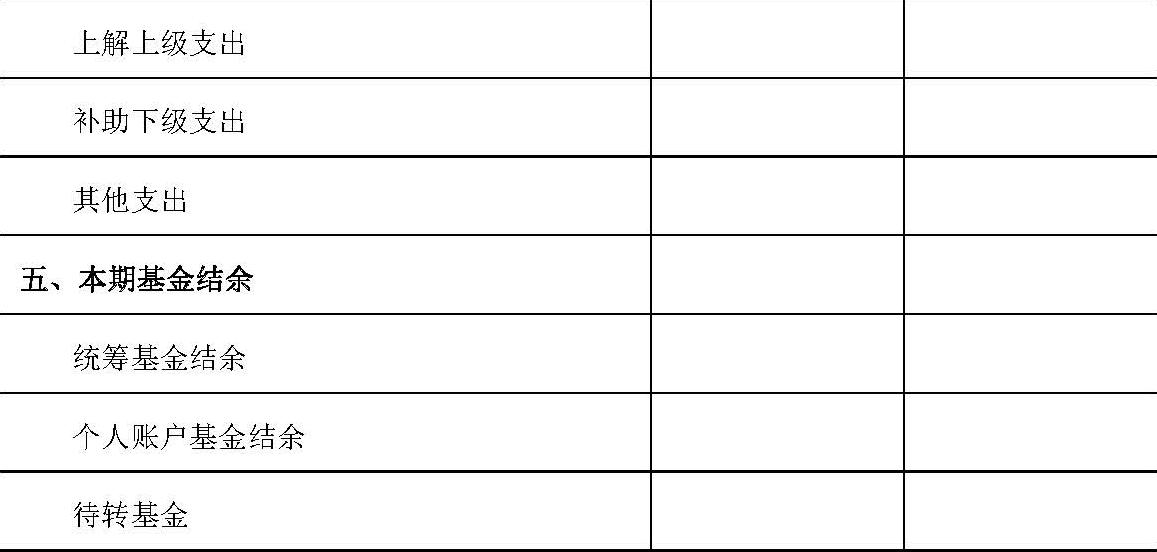 上解上级支出
补助下级支出
其他支出
五、本期基金结余
统筹基金结余
个人账户基金结余
待转基金